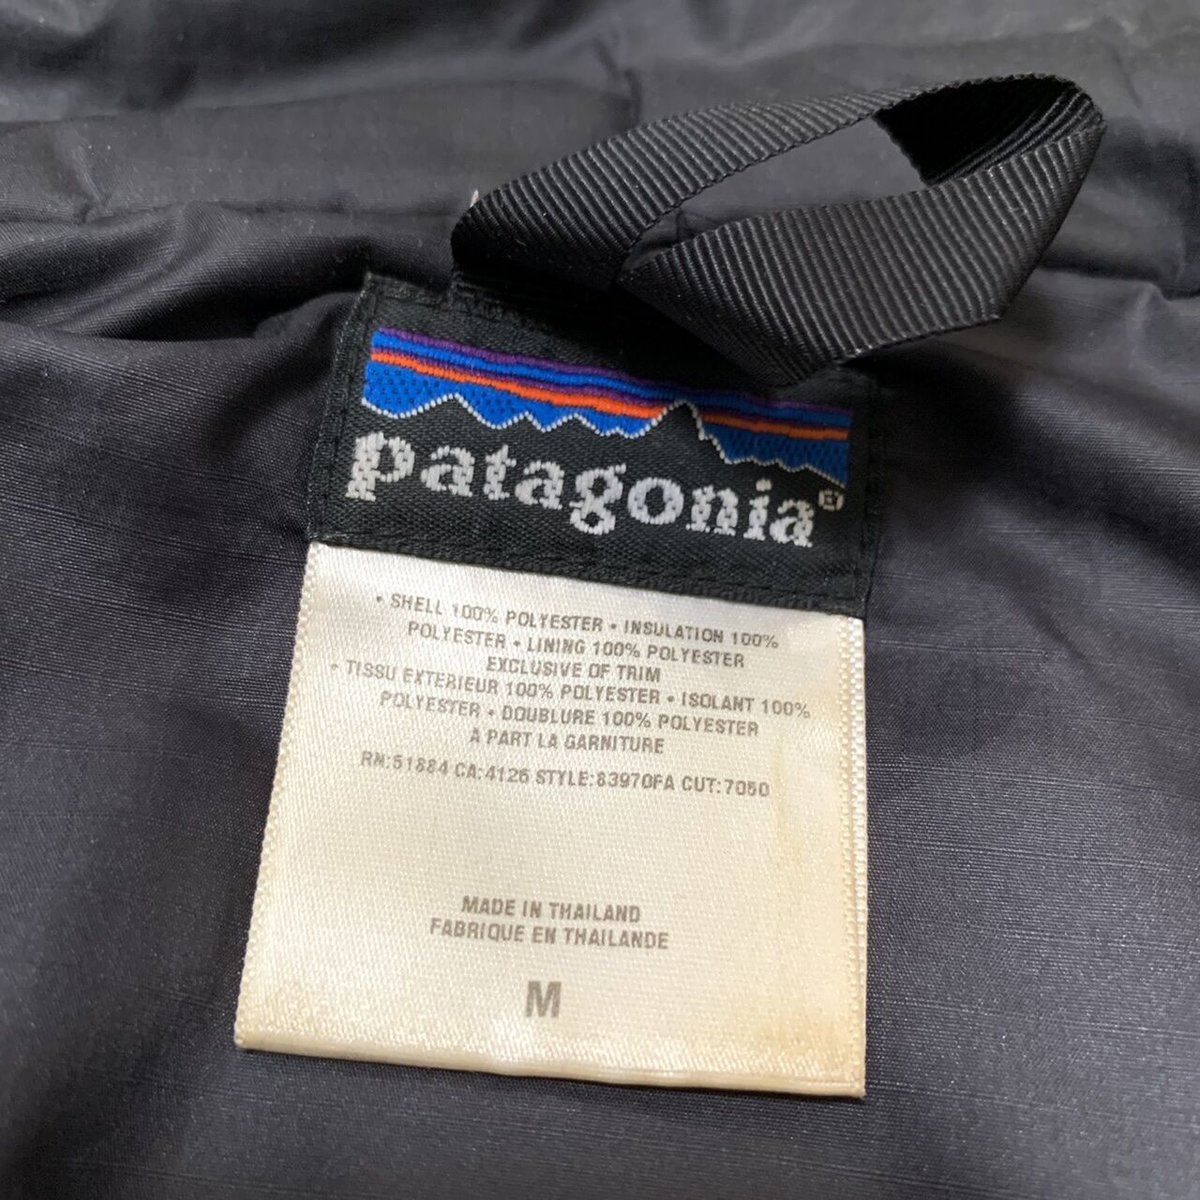 patagonia®
• SHELL 100% POLYESTER • INSULATION 100%
POLYESTER • LINING 100% POLYESTER
EXCLUSIVE OF TRIM
• TISSU EXTERIEUR 100% POLYESTER • ISOLANT 100%
POLYESTER • DOUBLURE 100% POLYESTER
A PART LA GARNITURE
RN:51884 CA:4126 STYLE:83970FA CUT:7050
MADE IN THAILAND
FABRIQUE EN THAILANDE
M